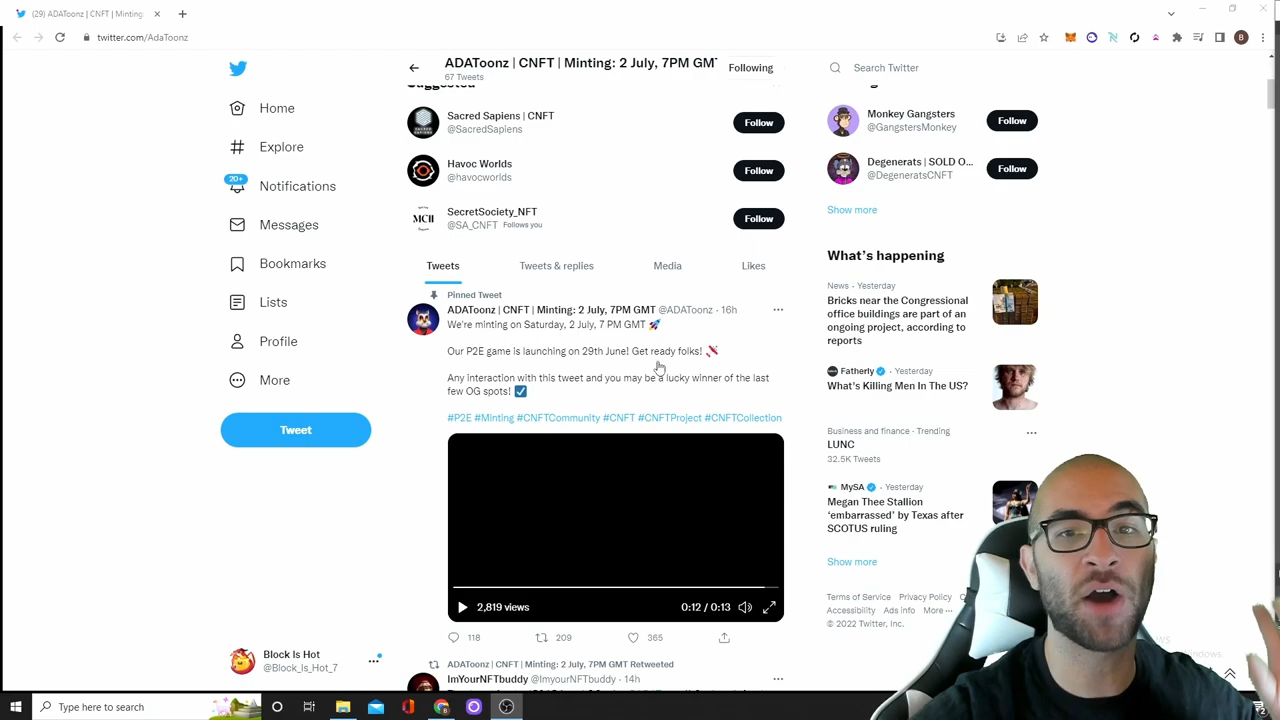 (29) ADAToonz | CNFT | Minting:
twitter.com/AdaToonz
B
ADAToonz | CNFT | Minting: 2 July, 7PM GMT
67 Tweets
Following
Search Twitter
Home
Explore
20+
Notifications
Messages
Bookmarks
Lists
Profile
More
Tweet
Block Is Hot
@Block_Is_Hot_7
Suggested
Sacred Sapiens | CNFT
@SacredSapiens
Follow
Havoc Worlds
@havocworlds
Follow
MCII
SecretSociety_NFT
@SA_CNFT Follows you
Follow
Tweets
Tweets & replies
Media
Likes
Pinned Tweet
ADAToonz | CNFT | Minting: 2 July, 7PM GMT @ADAToonz · 16h
We're minting on Saturday, 2 July, 7 PM GMT 🚀
Our P2E game is launching on 29th June! Get ready folks! 🧨
Any interaction with this tweet and you may be a lucky winner of the last
few OG spots! ☑️
#P2E #Minting #CNFTCommunity #CNFT #CNFTProject #CNFTCollection
2,819 views
0:12 / 0:13
118
209
365
ADAToonz | CNFT | Minting: 2 July, 7PM GMT Retweeted
ImYourNFTbuddy @Imyournftbuddy · 14h
Monkey Gangsters
@GangstersMonkey
Follow
Degenerats | SOLD O...
@DegeneratsCNFT
Follow
Show more
What's happening
News · Yesterday
Bricks near the Congressional
office buildings are part of an
ongoing project, according to
reports
Fatherly · Yesterday
What's Killing Men In The US?
Business and finance · Trending
LUNC
32.5K Tweets
MySA · Yesterday
Megan Thee Stallion
'embarrassed' by Texas after
SCOTUS ruling
Show more
Terms of Service Privacy Policy
Accessibility Ads info More ···
© 2022 Twitter, Inc.
Type here to search